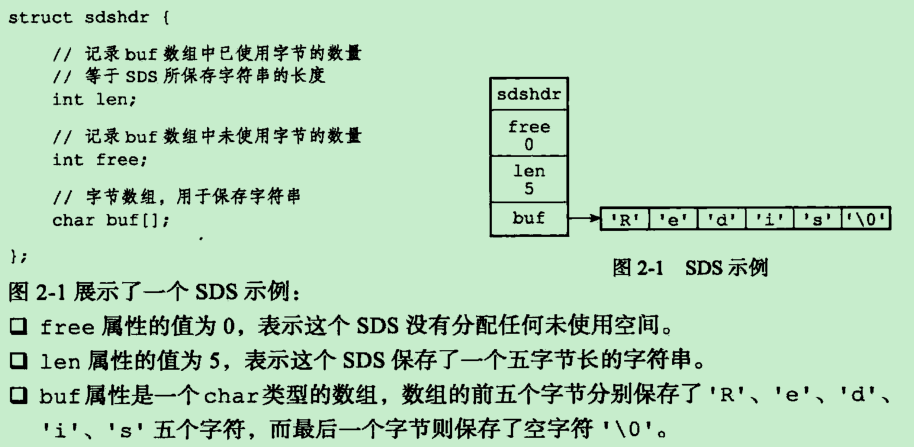 struct sdshdr {
// 记录 buf 数组中已使用字节的数量
// 等于 SDS 所保存字符串的长度
int len;
// 记录 buf 数组中未使用字节的数量
int free;
// 字节数组，用于保存字符串
char buf[];
};
sdshdr
free
0
len
5
buf
'R' 'e' 'd' 'i' 's' '\0'
图 2-1 SDS 示例
图 2-1 展示了一个 SDS 示例：
❑ free 属性的值为 0，表示这个 SDS 没有分配任何未使用空间。
❑ len 属性的值为 5，表示这个 SDS 保存了一个五字节长的字符串。
❑ buf 属性是一个 char 类型的数组，数组的前五个字节分别保存了 'R'、'e'、'd'、
'i'、's' 五个字符，而最后一个字节则保存了空字符 '\0'。